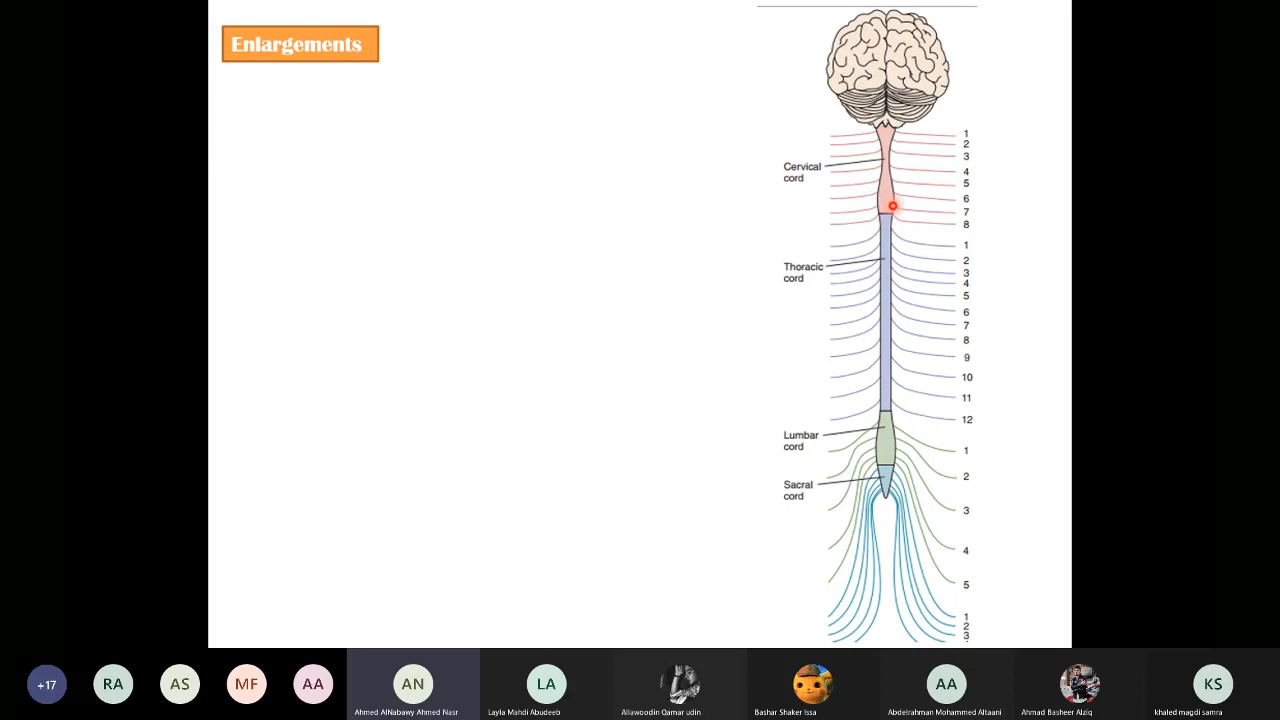 Enlargements
1
2
3
Cervical
cord
4
5
6
7
8
1
Thoracic
cord
2
3
4
5
6
7
8
9
10
11
12
Lumbar
cord
1
2
Sacral
cord
3
4
5
1
2
3
+17
RA
AS
MF
AA
AN
LA
AA
KS
Ahmed AlNabawy Ahmed Nasr
Layla Mahdi Abudeeb
Allawoodin Qamar udin
Bashar Shaker Issa
Abdelrahman Mohammed Altaani
Ahmad Basheer Alziq
khaled magdi samra